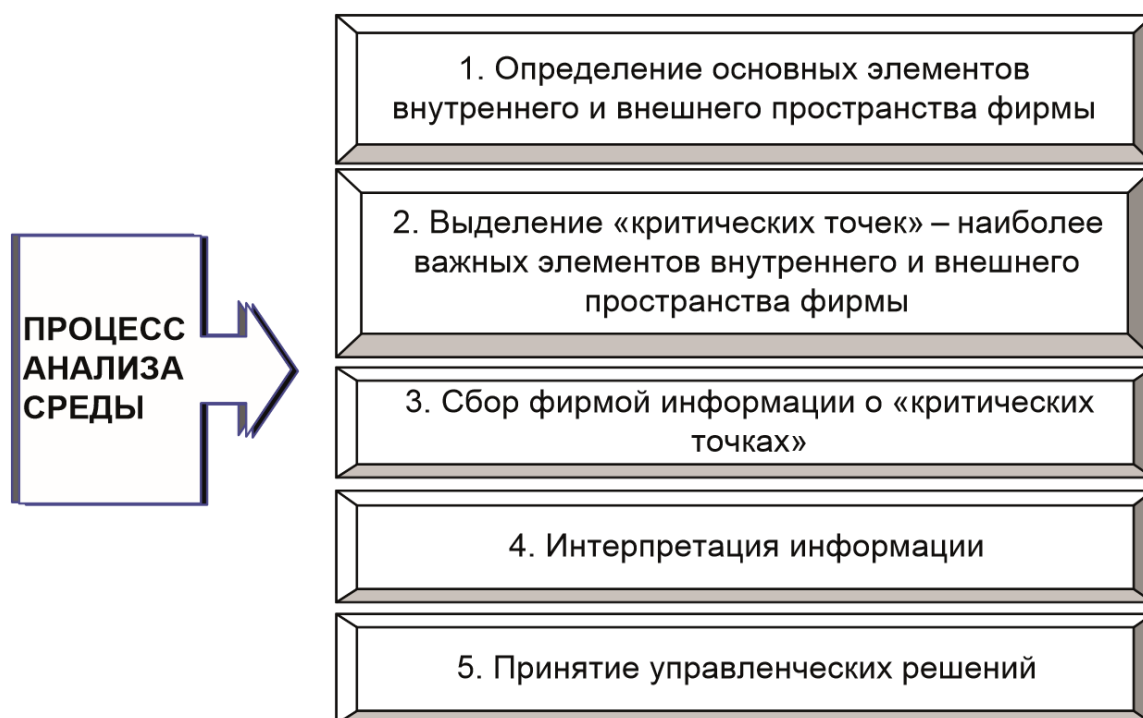 ПРОЦЕСС
АНАЛИЗА
СРЕДЫ
1. Определение основных элементов
внутреннего и внешнего пространства фирмы
2. Выделение «критических точек» – наиболее
важных элементов внутреннего и внешнего
пространства фирмы
3. Сбор фирмой информации о «критических
точках»
4. Интерпретация информации
5. Принятие управленческих решений